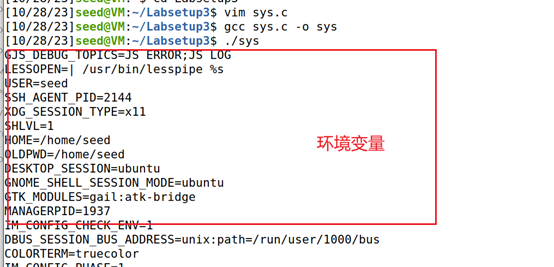 [10/28/23]seed@VM:~/Labsetup3$ vim sys.c
[10/28/23]seed@VM:~/Labsetup3$ gcc sys.c -o sys
[10/28/23]seed@VM:~/Labsetup3$ ./sys
GJS_DEBUG_TOPICS=JS ERROR;JS LOG
LESSOPEN=| /usr/bin/lesspipe %s
USER=seed
SSH_AGENT_PID=2144
XDG_SESSION_TYPE=x11
SHLVL=1
HOME=/home/seed
OLDPWD=/home/seed
DESKTOP_SESSION=ubuntu
GNOME_SHELL_SESSION_MODE=ubuntu
GTK_MODULES=gail:atk-bridge
MANAGERPID=1937
IM_CONFIG_CHECK_ENV=1
DBUS_SESSION_BUS_ADDRESS=unix:path=/run/user/1000/bus
COLORTERM=truecolor
IM_CONFIG_PHASE=1
环境变量